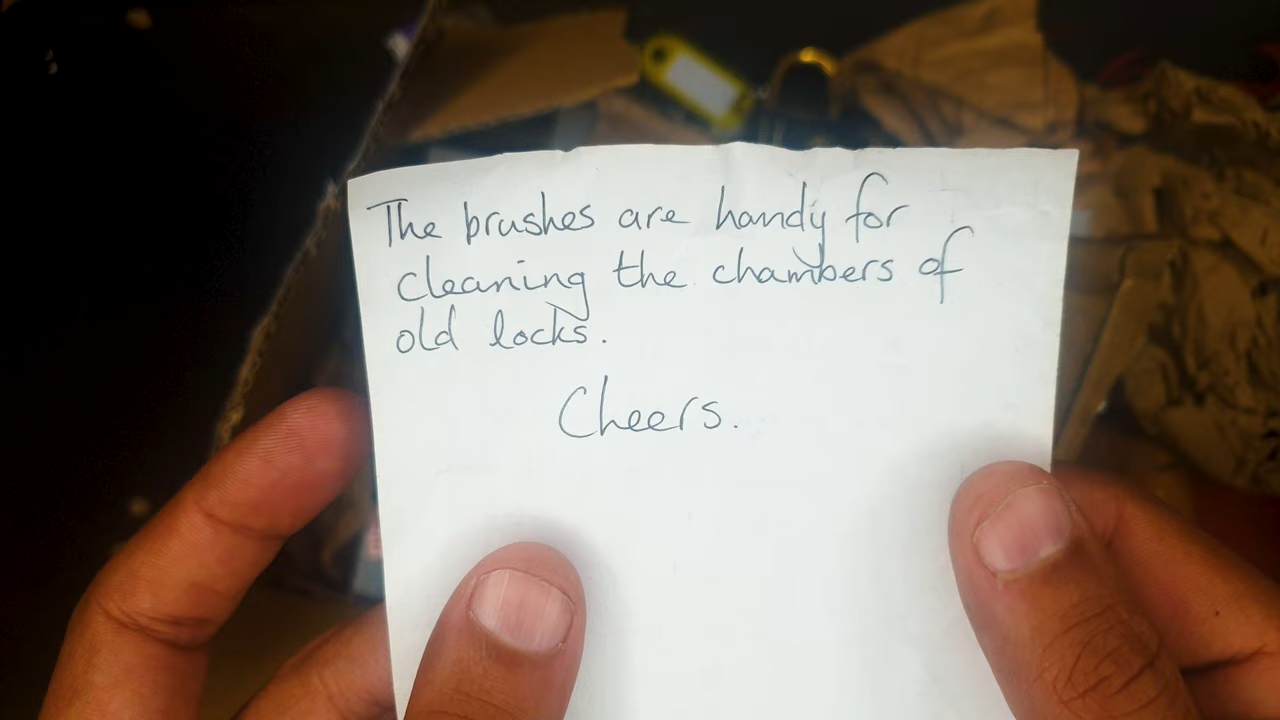 The brushes are handy for
cleaning the chambers of
old locks.
Cheers.